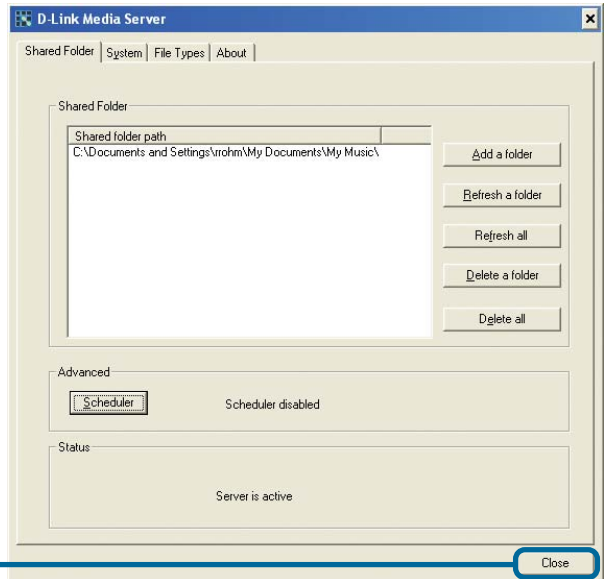 D-Link Media Server
Shared Folder System File Types About
Shared Folder
Shared folder path
C:\Documents and Settings\rrohm\My Documents\My Music\
Add a folder
Refresh a folder
Refresh all
Delete a folder
Delete all
Advanced
Scheduler Scheduler disabled
Status
Server is active
Close